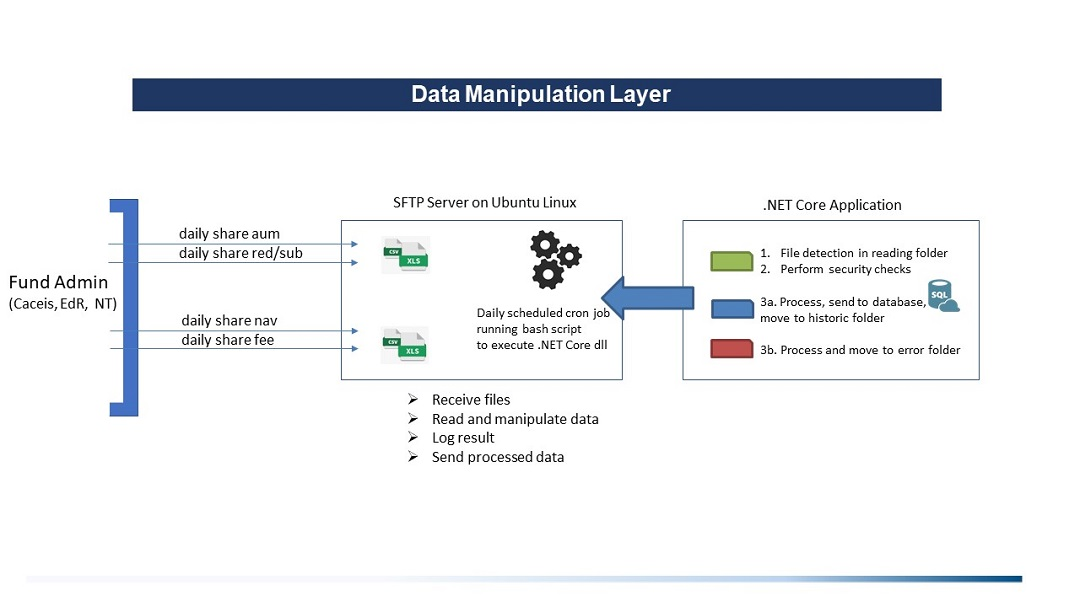 Data Manipulation Layer
SFTP Server on Ubuntu Linux
.NET Core Application
Fund Admin
(Caceis, EdR, NT)
daily share aum
daily share red/sub
daily share nav
daily share fee
CSV
XLS
CSV
XLS
Daily scheduled cron job
running bash script
to execute .NET Core dll
1. File detection in reading folder
2. Perform security checks
3a. Process, send to database,
move to historic folder
SQL
3b. Process and move to error folder
➢ Receive files
➢ Read and manipulate data
➢ Log result
➢ Send processed data